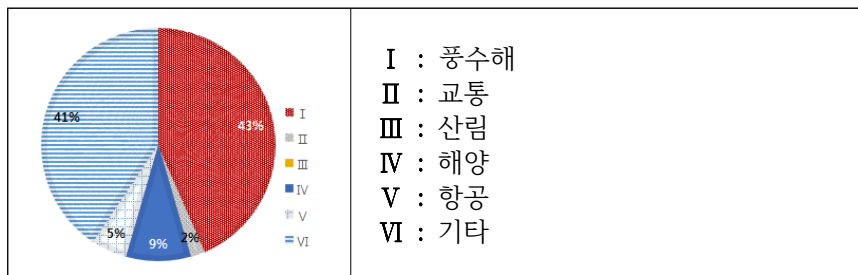 41%
43%
5%
9%
2%
Ⅰ
Ⅱ
Ⅲ
Ⅳ
Ⅴ
Ⅵ
Ⅰ : 풍수해
Ⅱ : 교통
Ⅲ : 산림
Ⅳ : 해양
Ⅴ : 항공
Ⅵ : 기타